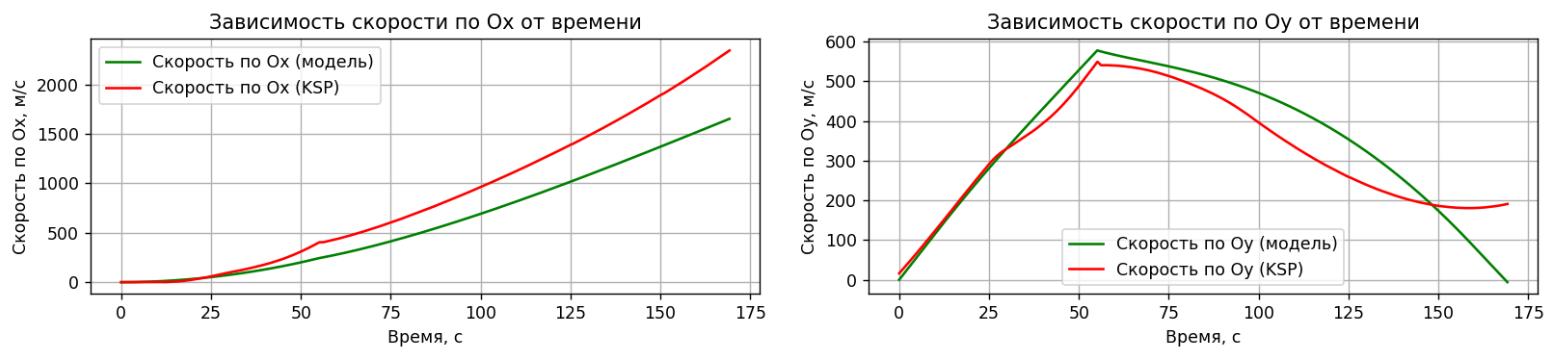 Зависимость скорости по Ox от времени
Скорость по Ox, м/с
2000
1500
1000
500
0
Скорость по Ox (модель)
Скорость по Ox (KSP)
0 25 50 75 100 125 150 175
Время, с
Зависимость скорости по Oy от времени
Скорость по Oy, м/с
600
500
400
300
200
100
0
Скорость по Oy (модель)
Скорость по Oy (KSP)
0 25 50 75 100 125 150 175
Время, с